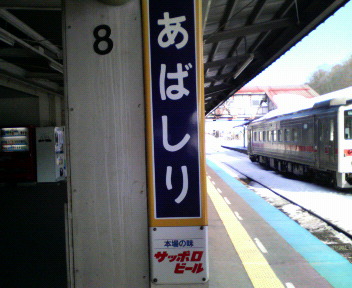 8
あばしり
本場の味
サッポロ
ビール